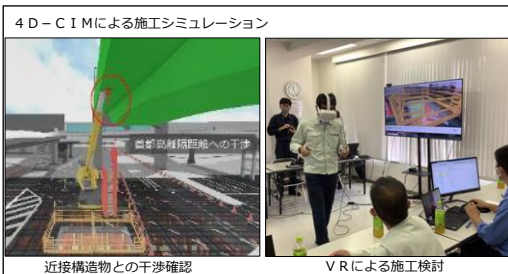 ４Ｄ－ＣＩＭによる施工シミュレーション
首都高離隔距離への干渉
近接構造物との干渉確認
ＶＲによる施工検討